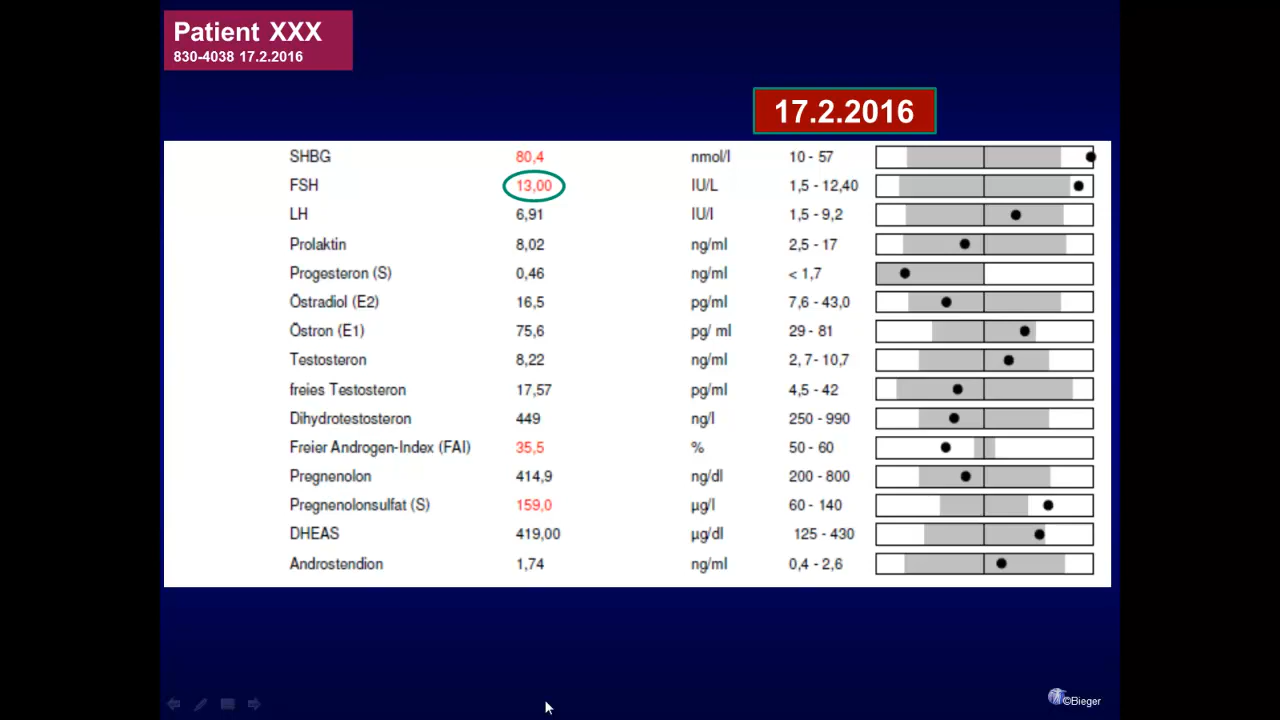 Patient XXX
830-4038 17.2.2016
17.2.2016
SHBG 80,4 nmol/l 10 - 57
FSH 13,00 IU/L 1,5 - 12,40
LH 6,91 IU/l 1,5 - 9,2
Prolaktin 8,02 ng/ml 2,5 - 17
Progesteron (S) 0,46 ng/ml < 1,7
Östradiol (E2) 16,5 pg/ml 7,6 - 43,0
Östron (E1) 75,6 pg/ ml 29 - 81
Testosteron 8,22 ng/ml 2, 7- 10,7
freies Testosteron 17,57 pg/ml 4,5 - 42
Dihydrotestosteron 449 ng/l 250 - 990
Freier Androgen-Index (FAI) 35,5 % 50 - 60
Pregnenolon 414,9 ng/dl 200 - 800
Pregnenolonsulfat (S) 159,0 µg/l 60 - 140
DHEAS 419,00 µg/dl 125 - 430
Androstendion 1,74 ng/ml 0,4 - 2,6
©Bieger